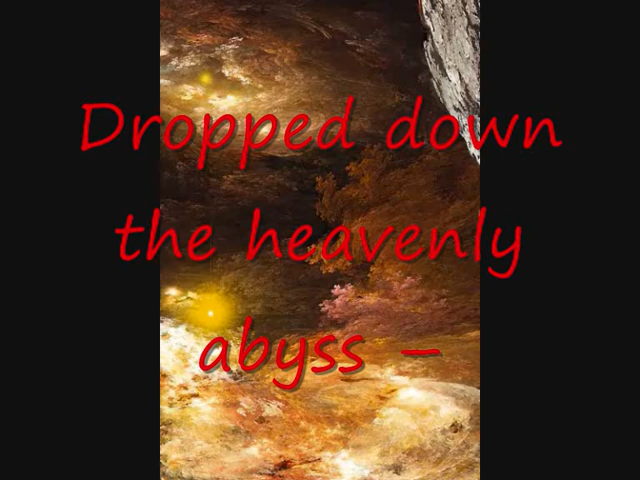 Dropped down
the heavenly
abyss –